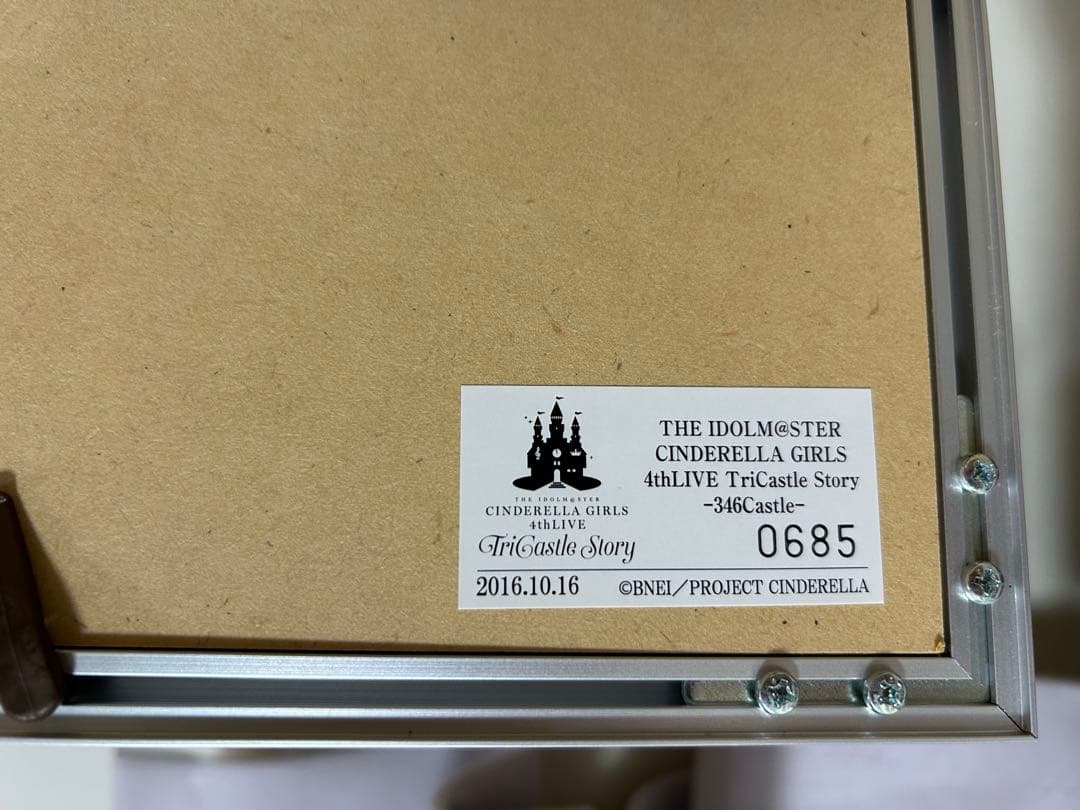 THE IDOLM@STER
CINDERELLA GIRLS
4thLIVE
TriCastle Story
THE IDOLM@STER
CINDERELLA GIRLS
4thLIVE TriCastle Story
-346Castle-
0685
2016.10.16
©BNEI／PROJECT CINDERELLA